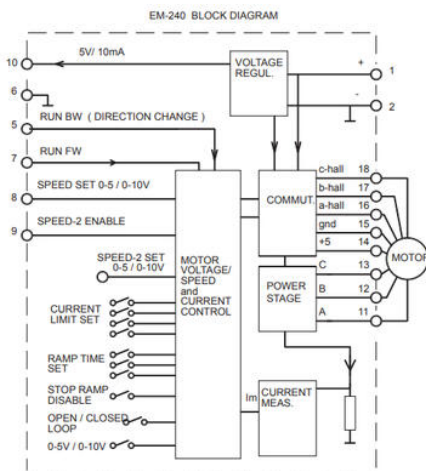 EM-240 BLOCK DIAGRAM
10 5V/ 10mA
VOLTAGE
REGUL.
+ 1
- 2
6
5 RUN BW ( DIRECTION CHANGE )
7 RUN FW
8 SPEED SET 0-5 / 0-10V
9 SPEED-2 ENABLE
SPEED-2 SET
0-5 / 0-10V
CURRENT
LIMIT SET
RAMP TIME
SET
STOP RAMP
DISABLE
OPEN / CLOSED
LOOP
0-5V / 0-10V
MOTOR
VOLTAGE/
SPEED
and
CURRENT
CONTROL
COMMUT.
c-hall 18
b-hall 17
a-hall 16
gnd 15
+5 14
C 13
B 12
A 11
MOTOR
POWER
STAGE
Im
CURRENT
MEAS.